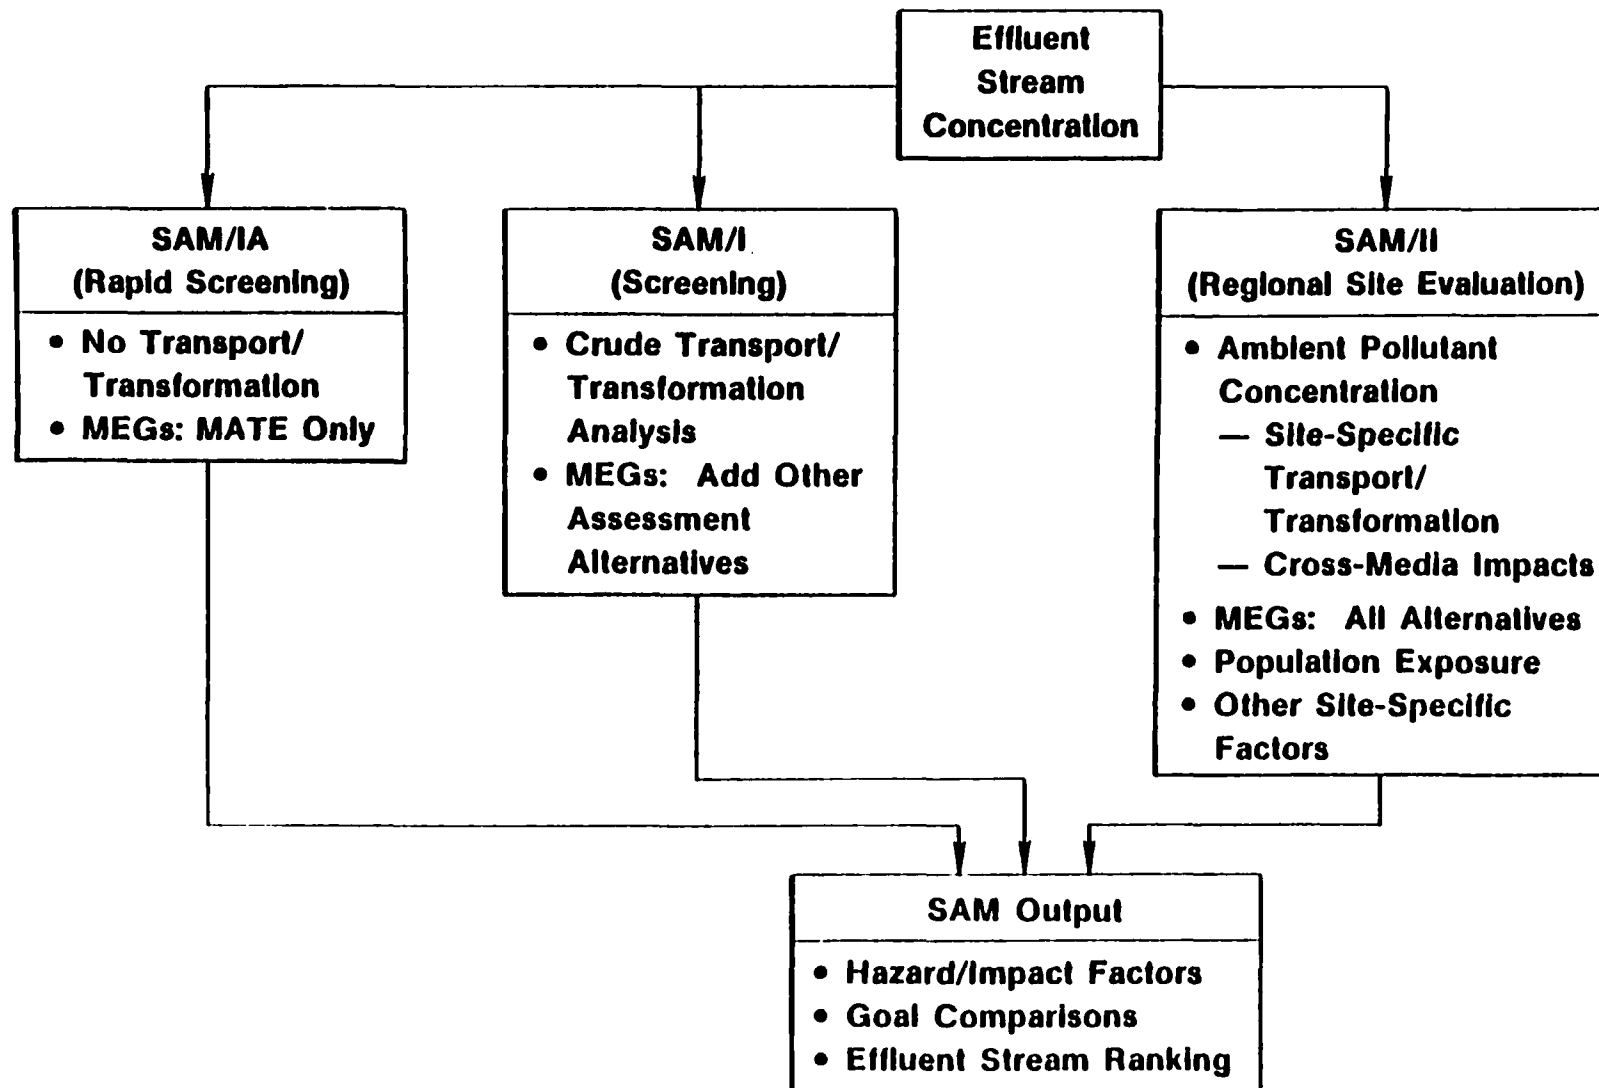 Effluent
Stream
Concentration
SAM/IA
(Rapid Screening)
• No Transport/
Transformation
• MEGs: MATE Only
SAM/I
(Screening)
• Crude Transport/
Transformation
Analysis
• MEGs: Add Other
Assessment
Alternatives
SAM/II
(Regional Site Evaluation)
• Ambient Pollutant
Concentration
— Site-Specific
Transport/
Transformation
— Cross-Media Impacts
• MEGs: All Alternatives
• Population Exposure
• Other Site-Specific
Factors
SAM Output
• Hazard/Impact Factors
• Goal Comparisons
• Effluent Stream Ranking